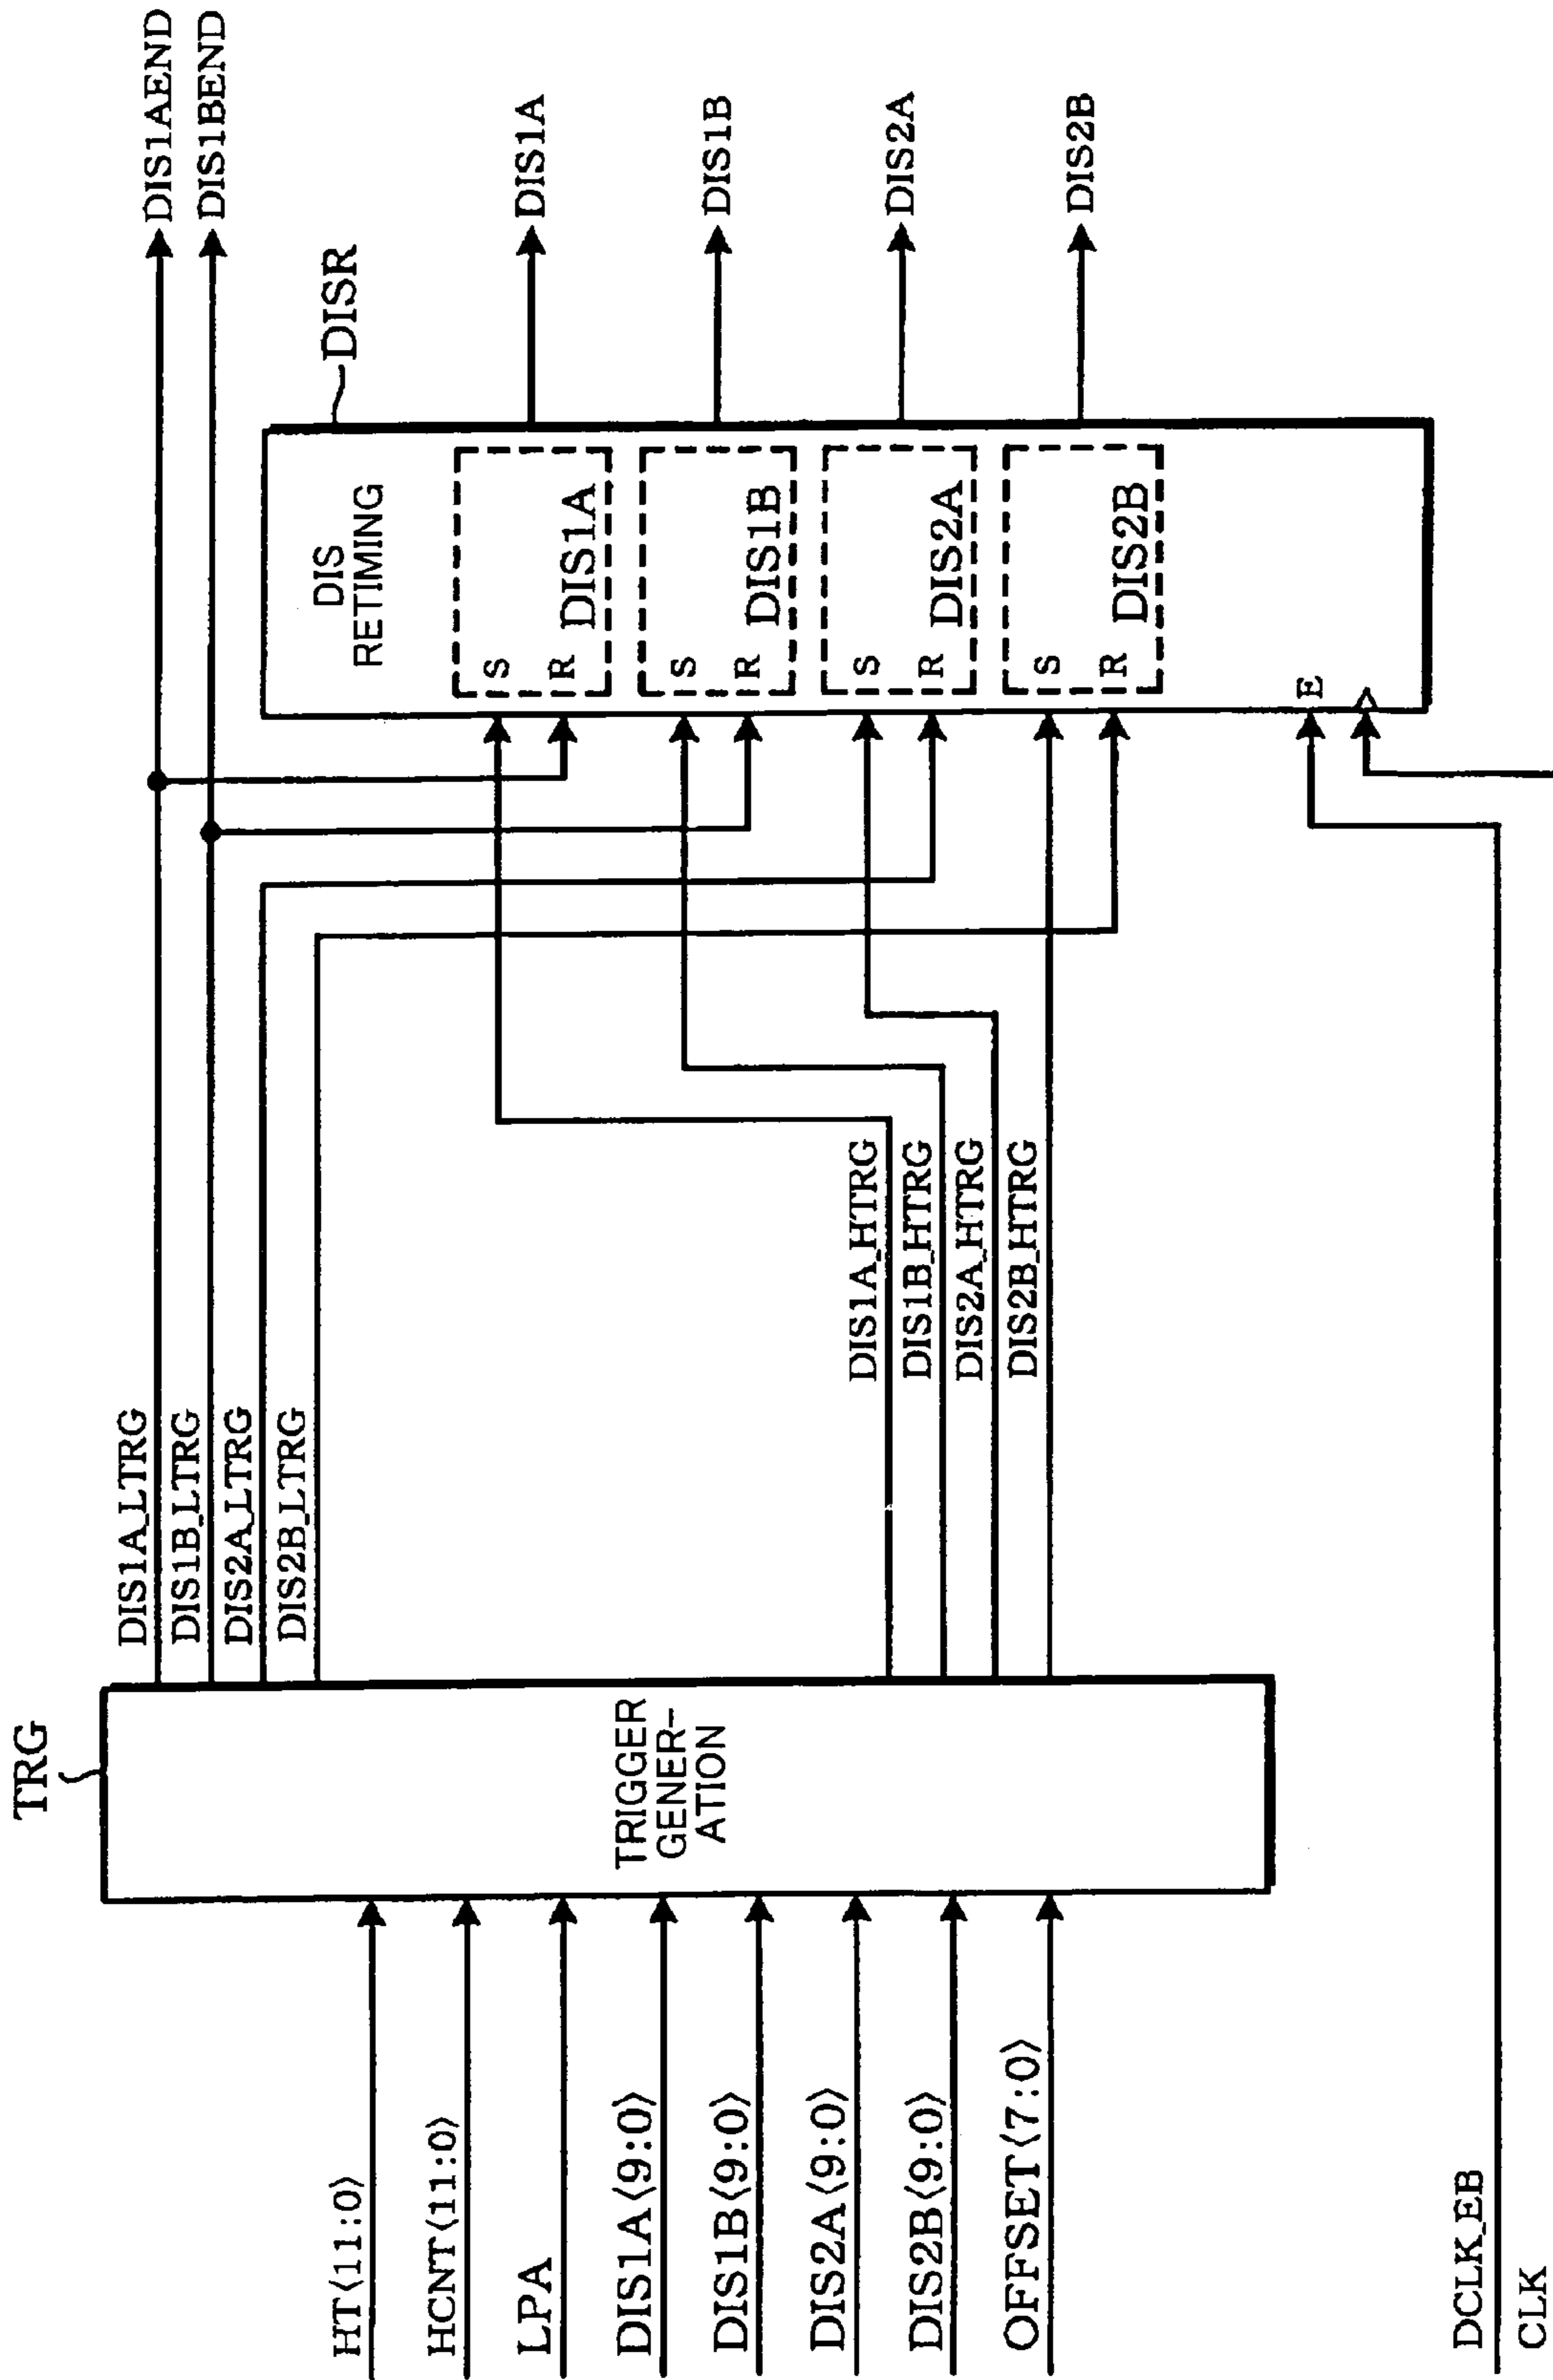 TRG
HT⟨11:0⟩
HCNT⟨11:0⟩
LPA
DIS1A⟨9:0⟩
DIS1B⟨9:0⟩
DIS2A⟨9:0⟩
DIS2B⟨9:0⟩
OFFSET⟨7:0⟩
DCLK_EB
CLK
TRIGGER
GENER-
ATION
DIS1A_LTRG
DIS1B_LTRG
DIS2A_LTRG
DIS2B_LTRG
DIS1A_HTRG
DIS1B_HTRG
DIS2A_HTRG
DIS2B_HTRG
DISR
DIS
RETIMING
S
R
DIS1A
S
R
DIS1B
S
R
DIS2A
S
R
DIS2B
E
DIS1AEND
DIS1BEND
DIS1A
DIS1B
DIS2A
DIS2B